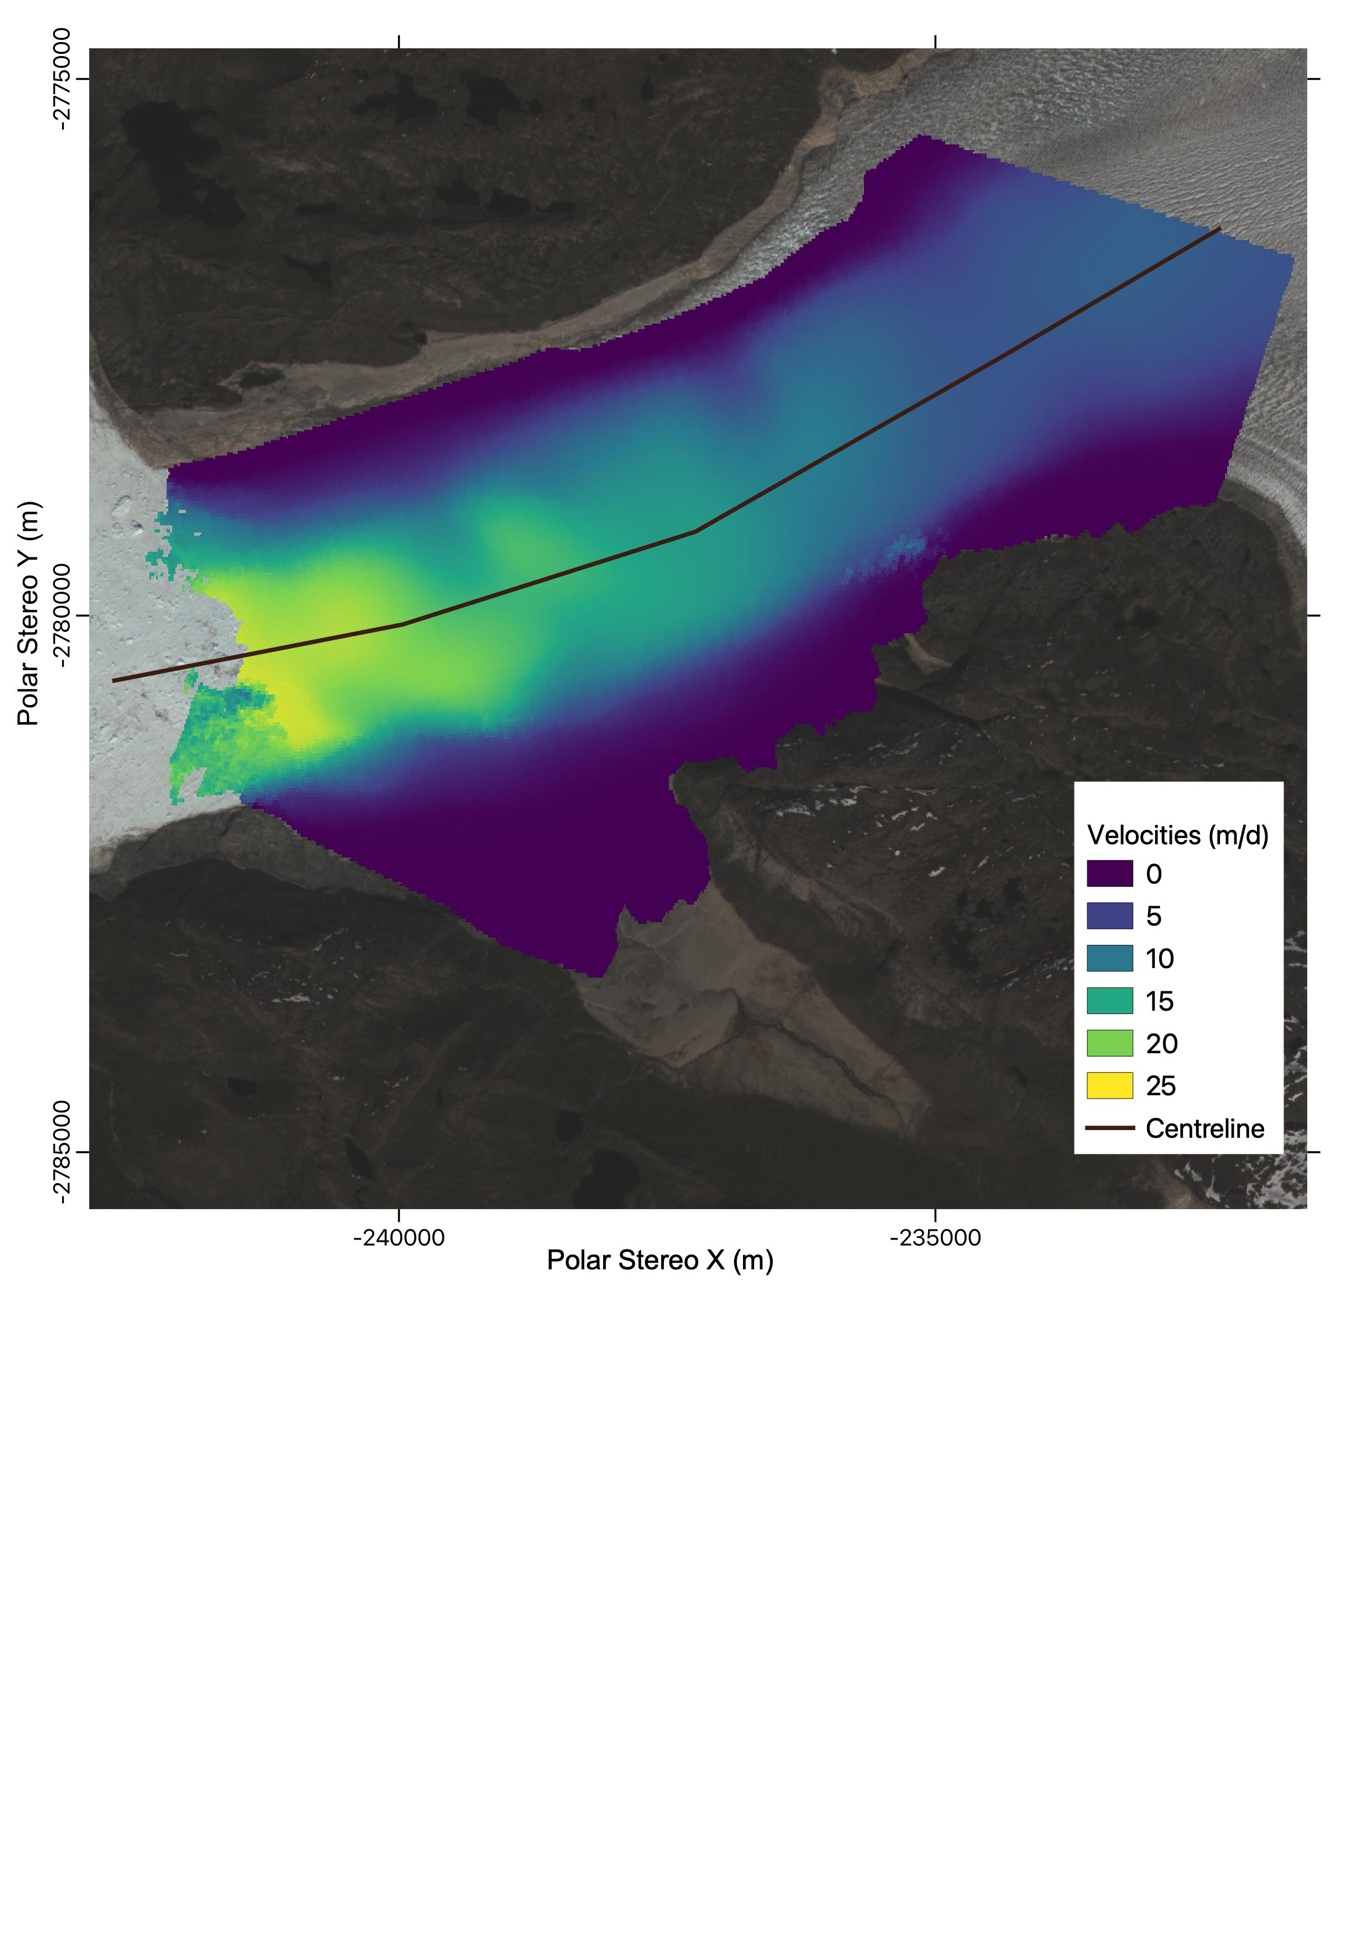 -2775000
-2780000
-2785000
Polar Stereo Y (m)
Velocities (m/d)
0
5
10
15
20
25
Centreline
-240000
-235000
Polar Stereo X (m)